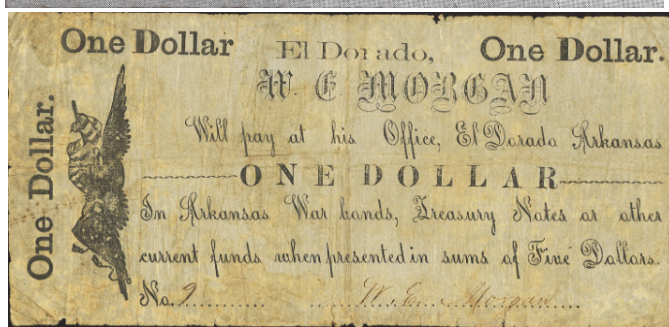 One Dollar El Dorado, One Dollar.
W. E. MORGAN
Will pay at his Office, El Dorado Arkansas
ONE DOLLAR
In Arkansas War bonds, Treasury Notes or other
current funds when presented in sums of Five Dollars.
No. 9 W. E. Morgan
One Dollar.